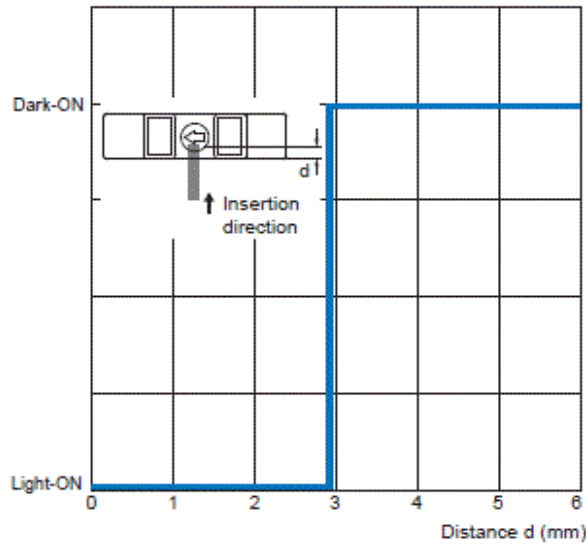 Dark-ON
d
Insertion
direction
Light-ON
0 1 2 3 4 5 6
Distance d (mm)